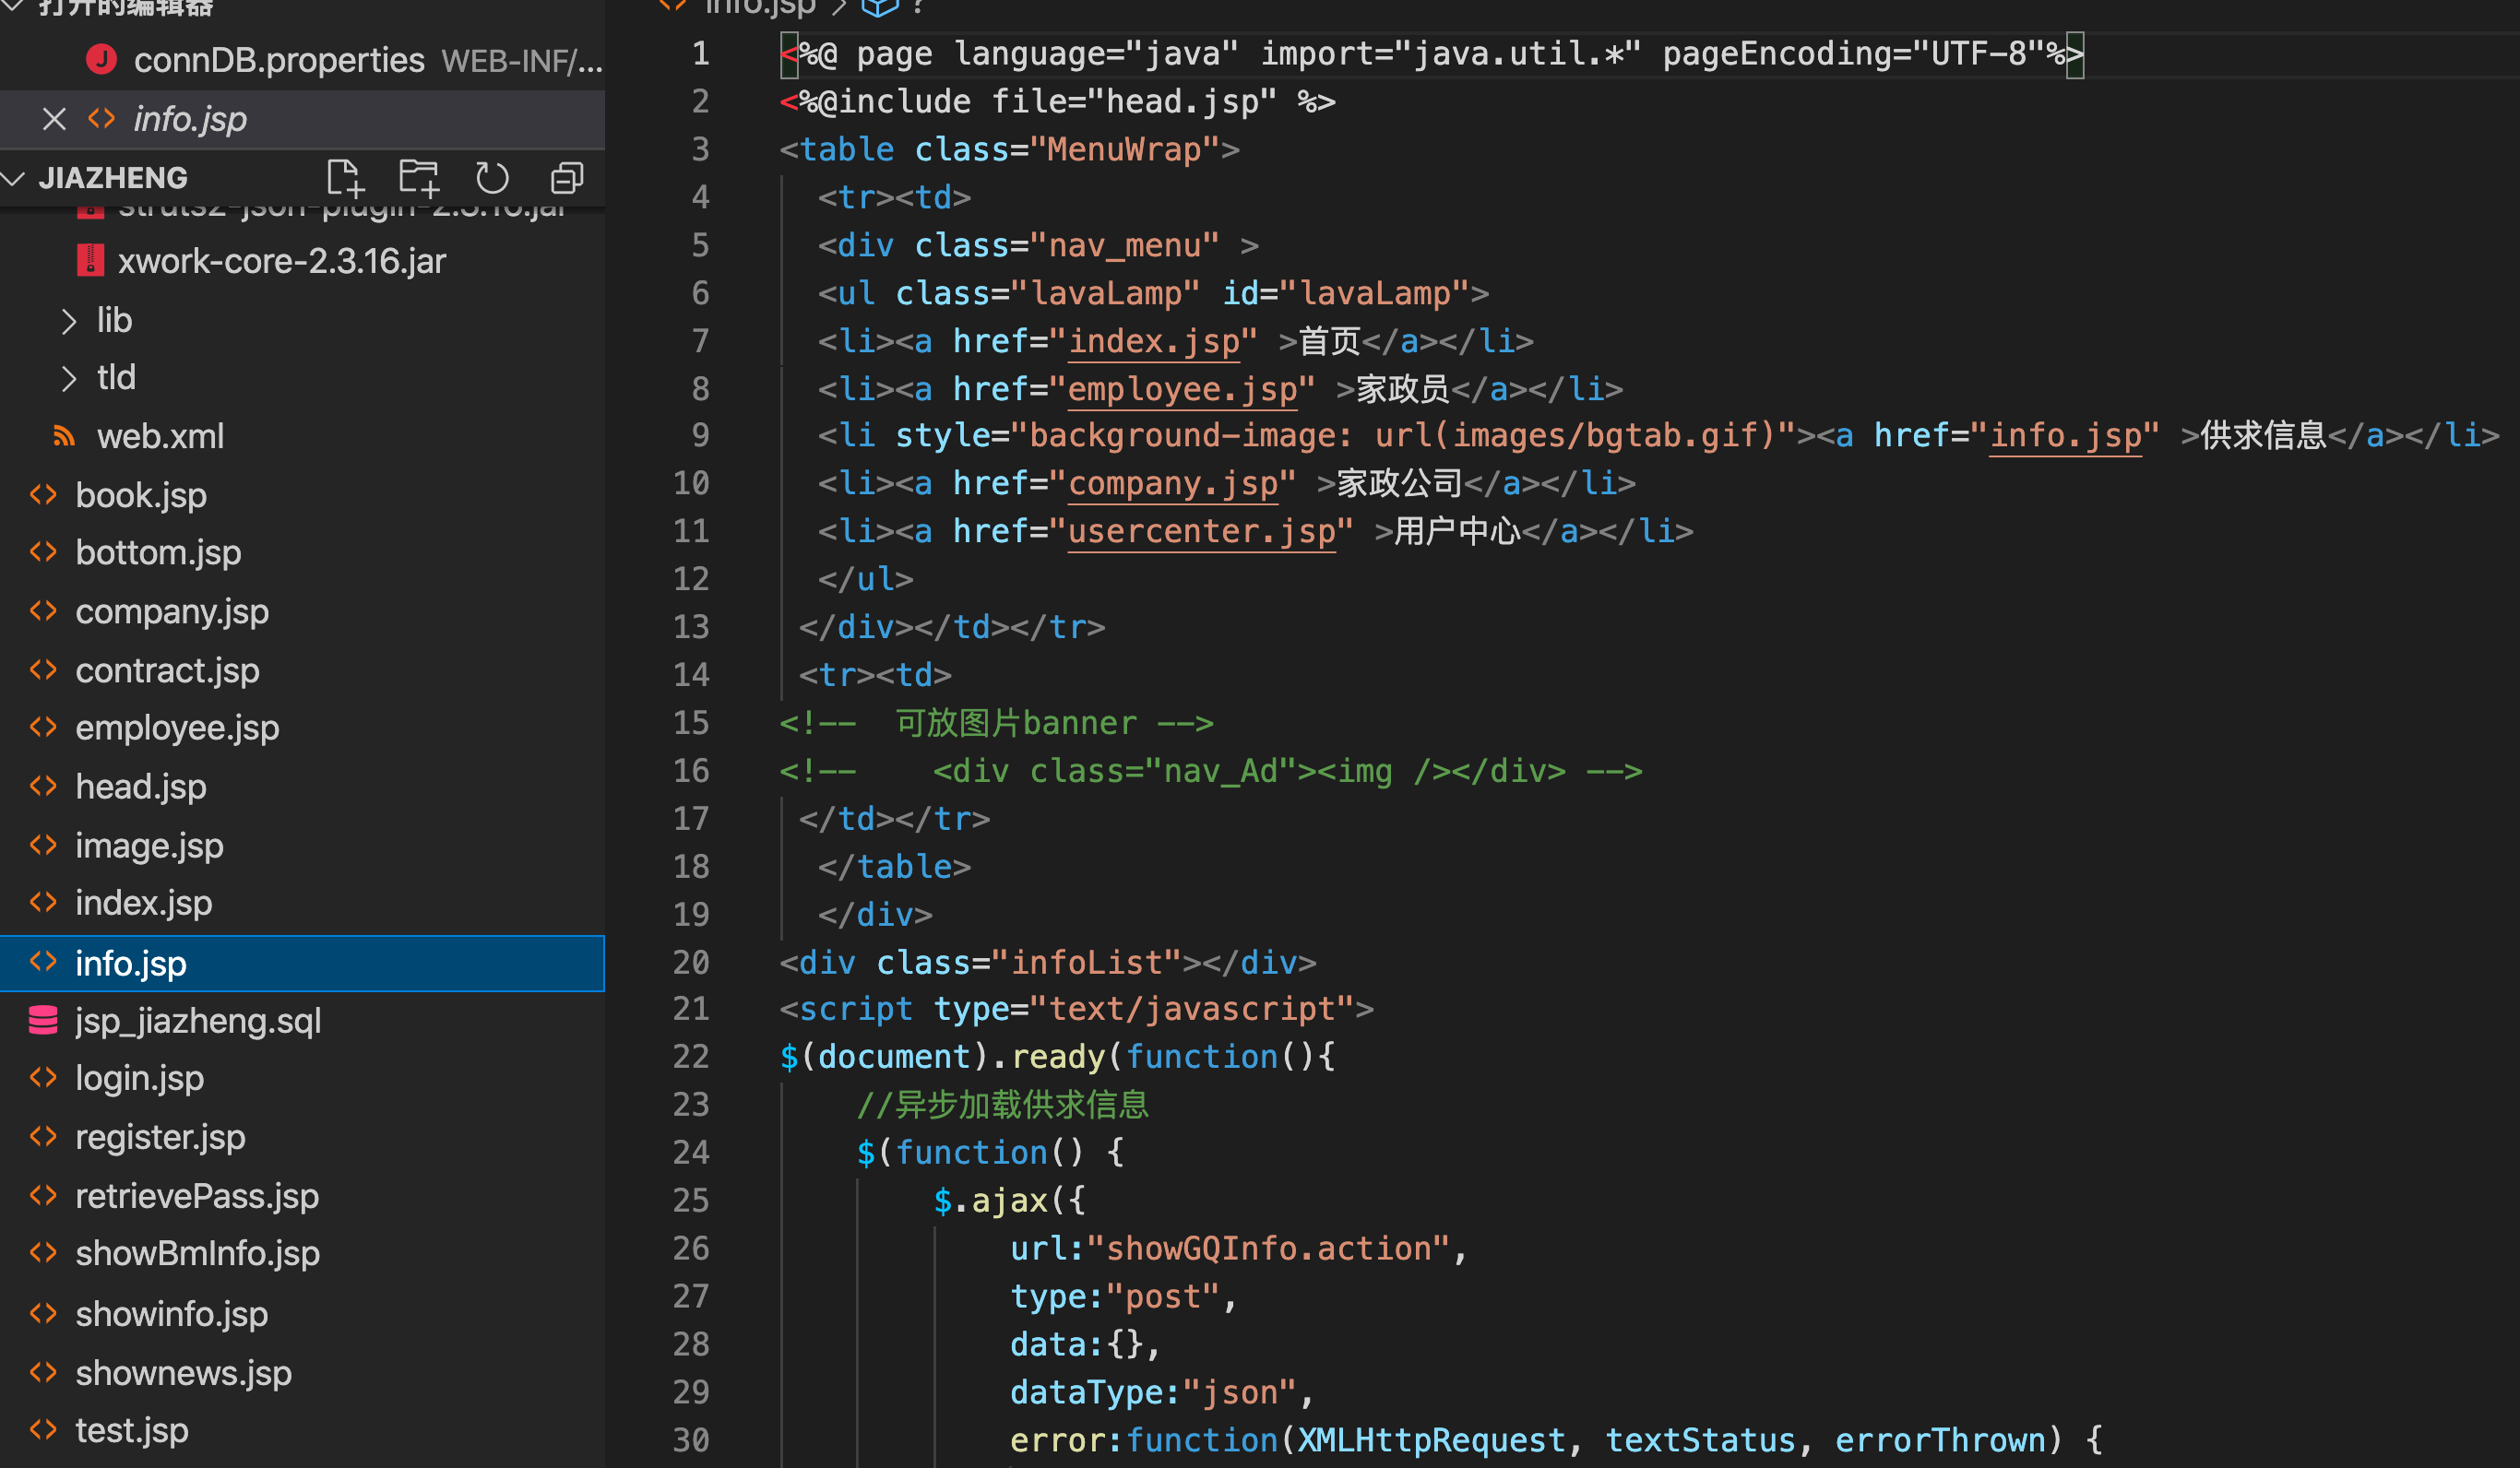 打开的编辑器
connDB.properties WEB-INF/...
info.jsp
JIAZHENG
struts2-json-plugin-2.3.16.jar
xwork-core-2.3.16.jar
lib
tld
web.xml
book.jsp
bottom.jsp
company.jsp
contract.jsp
employee.jsp
head.jsp
image.jsp
index.jsp
info.jsp
jsp_jiazheng.sql
login.jsp
register.jsp
retrievePass.jsp
showBmInfo.jsp
showinfo.jsp
shownews.jsp
test.jsp
info.jsp > ?
1 <%@ page language="java" import="java.util.*" pageEncoding="UTF-8"%>
2 <%@include file="head.jsp" %>
3 <table class="MenuWrap">
4 <tr><td>
5 <div class="nav_menu" >
6 <ul class="lavaLamp" id="lavaLamp">
7 <li><a href="index.jsp" >首页</a></li>
8 <li><a href="employee.jsp" >家政员</a></li>
9 <li style="background-image: url(images/bgtab.gif)"><a href="info.jsp" >供求信息</a></li>
10 <li><a href="company.jsp" >家政公司</a></li>
11 <li><a href="usercenter.jsp" >用户中心</a></li>
12 </ul>
13 </div></td></tr>
14 <tr><td>
15 <!-- 可放图片banner -->
16 <!-- <div class="nav_Ad"><img /></div> -->
17 </td></tr>
18 </table>
19 </div>
20 <div class="infoList"></div>
21 <script type="text/javascript">
22 $(document).ready(function(){
23 //异步加载供求信息
24 $(function() {
25 $.ajax({
26 url:"showGQInfo.action",
27 type:"post",
28 data:{},
29 dataType:"json",
30 error:function(XMLHttpRequest, textStatus, errorThrown) {